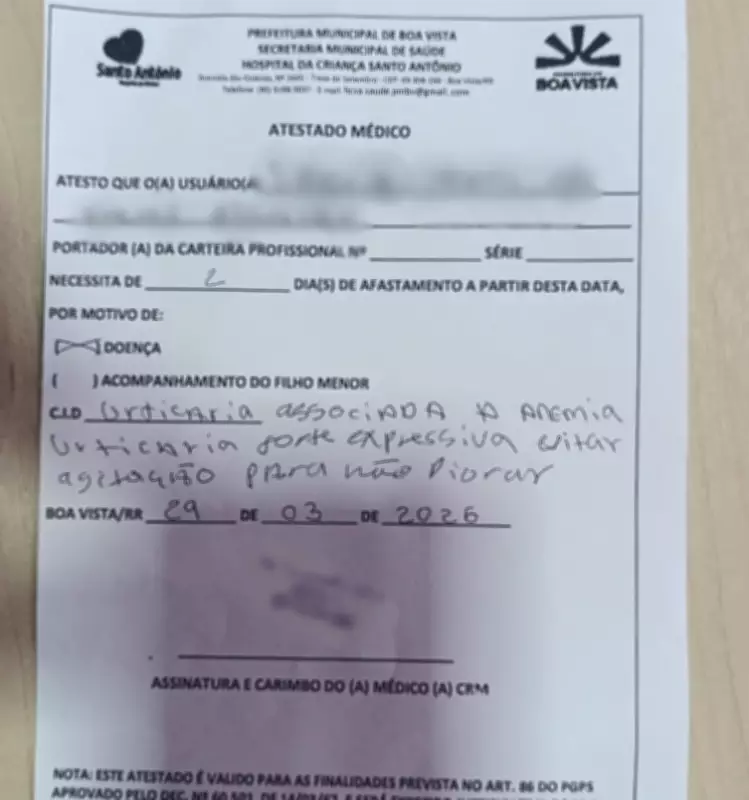 Santo Antônio
PREFEITURA MUNICIPAL DE BOA VISTA
SECRETARIA MUNICIPAL DE SAÚDE
HOSPITAL DA CRIANÇA SANTO ANTÔNIO
BOA VISTA
ATESTADO MÉDICO
ATESTO QUE O(A) USUÁRIO(A
PORTADOR (A) DA CARTEIRA PROFISSIONAL Nº SÉRIE
NECESSITA DE 2 DIA(S) DE AFASTAMENTO A PARTIR DESTA DATA,
POR MOTIVO DE:
DOENÇA
( ) ACOMPANHAMENTO DO FILHO MENOR
C.I.D urticaria associADA A Anemia
Urticaria forte expressiva evitar
agitação para não piorar
BOA VISTA/RR 29 DE 03 DE 2026
ASSINATURA E CARIMBO DO (A) MÉDICO (A) CRM
NOTA: ESTE ATESTADO É VALIDO PARA AS FINALIDADES PREVISTA NO ART. 86 DO PGPS
APROVADO PELO DEC.